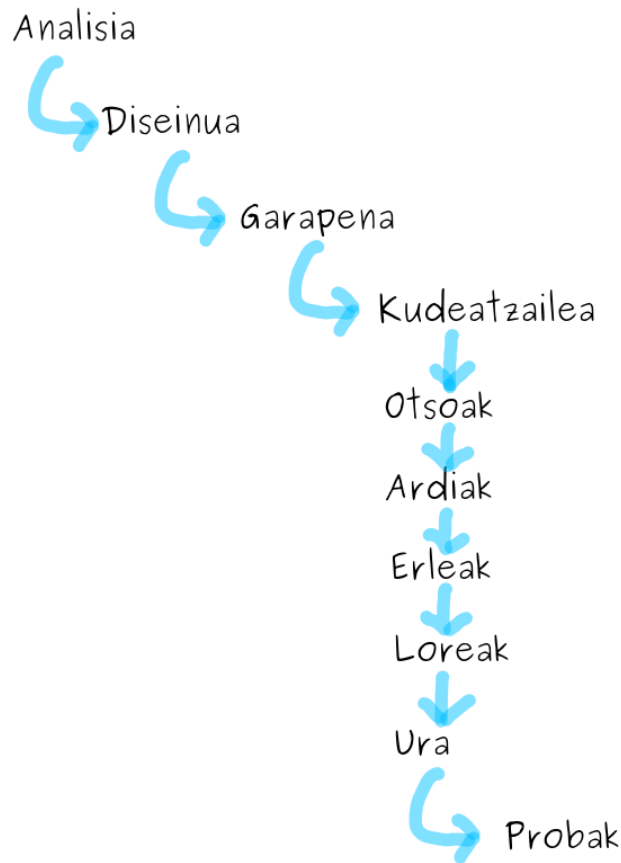 Analisia
Diseinua
Garapena
Kudeatzailea
Otsoak
Ardiak
Erleak
Loreak
Ura
Probak